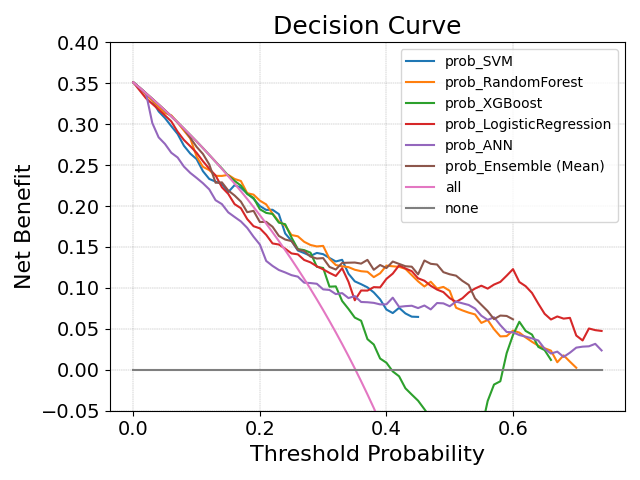 Decision Curve
Net Benefit
0.40
0.35
0.30
0.25
0.20
0.15
0.10
0.05
0.00
−0.05
prob_SVM
prob_RandomForest
prob_XGBoost
prob_LogisticRegression
prob_ANN
prob_Ensemble (Mean)
all
none
0.0 0.2 0.4 0.6
Threshold Probability